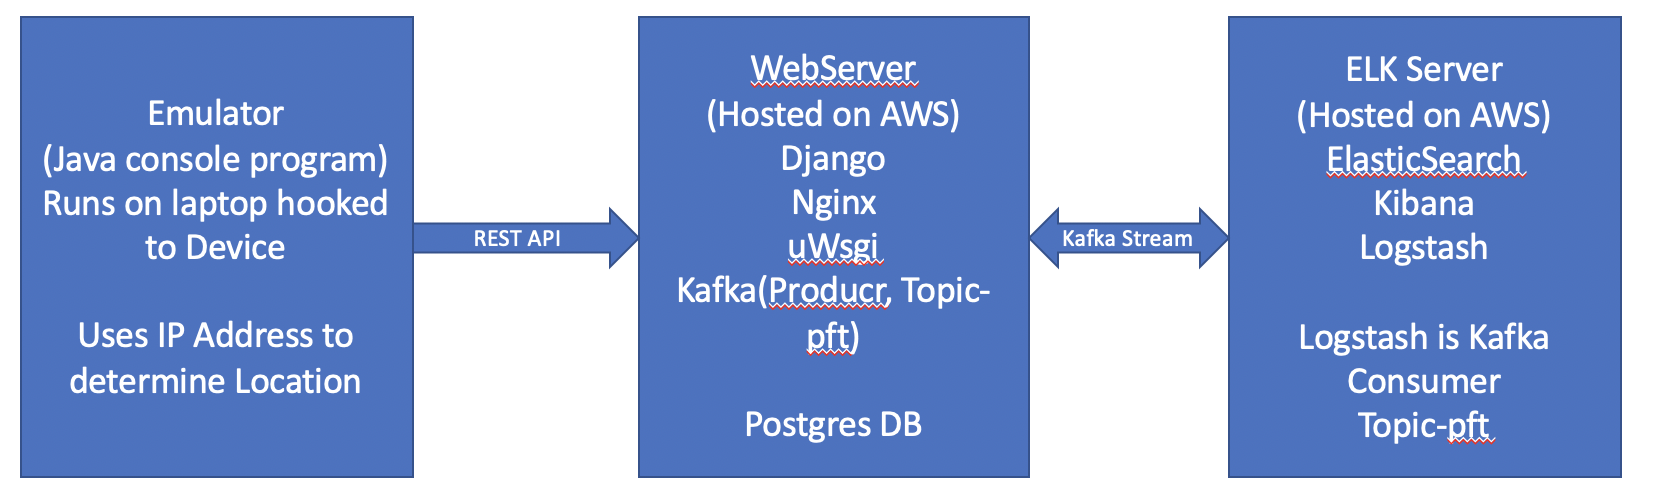 Emulator
(Java console program)
Runs on laptop hooked
to Device
Uses IP Address to
determine Location
REST API
WebServer
(Hosted on AWS)
Django
Nginx
uWsgi
Kafka(Producr, Topic-
pft)
Postgres DB
Kafka Stream
ELK Server
(Hosted on AWS)
ElasticSearch
Kibana
Logstash
Logstash is Kafka
Consumer
Topic-pft